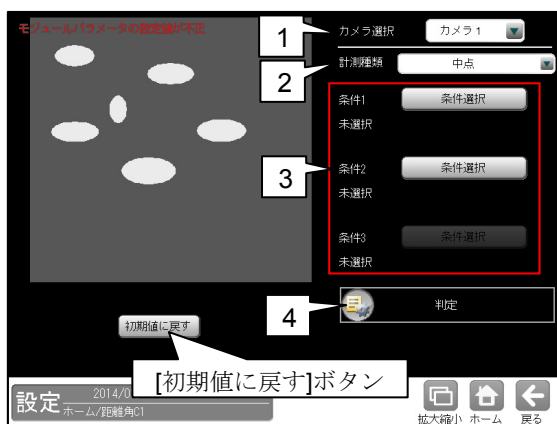 モジュールパラメータの設定値が不正
1
カメラ選択
カメラ1
2
計測種類
中点
3
条件1
条件選択
未選択
条件2
条件選択
未選択
条件3
条件選択
未選択
4
判定
初期値に戻す
[初期値に戻す]ボタン
設定
2014/0
ホーム/距離角C1
拡大縮小
ホーム
戻る